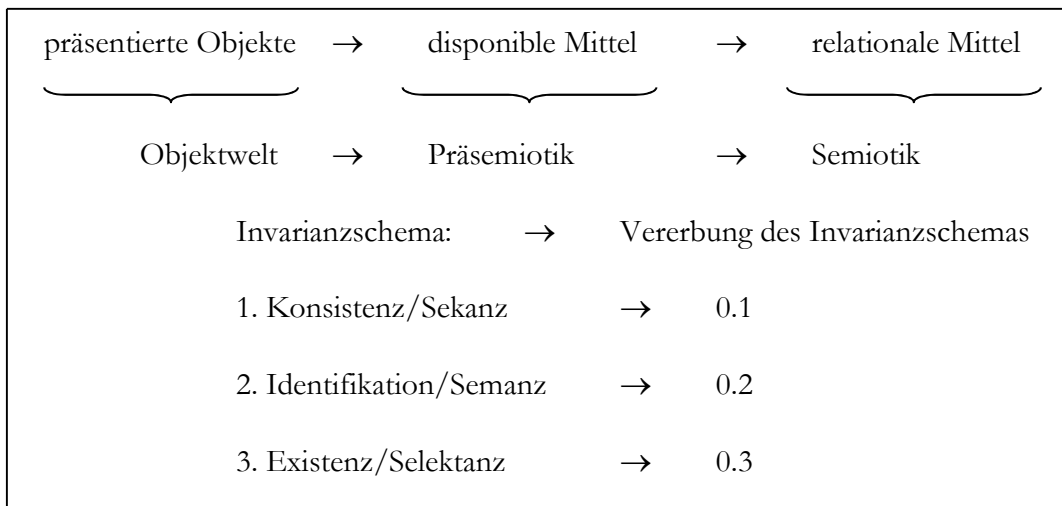 präsentierte Objekte → disponible Mittel → relationale Mittel
Objektwelt → Präsemiotik → Semiotik
Invarianzschema: → Vererbung des Invarianzschemas
1. Konsistenz/Sekanz → 0.1
2. Identifikation/Semanz → 0.2
3. Existenz/Selektanz → 0.3